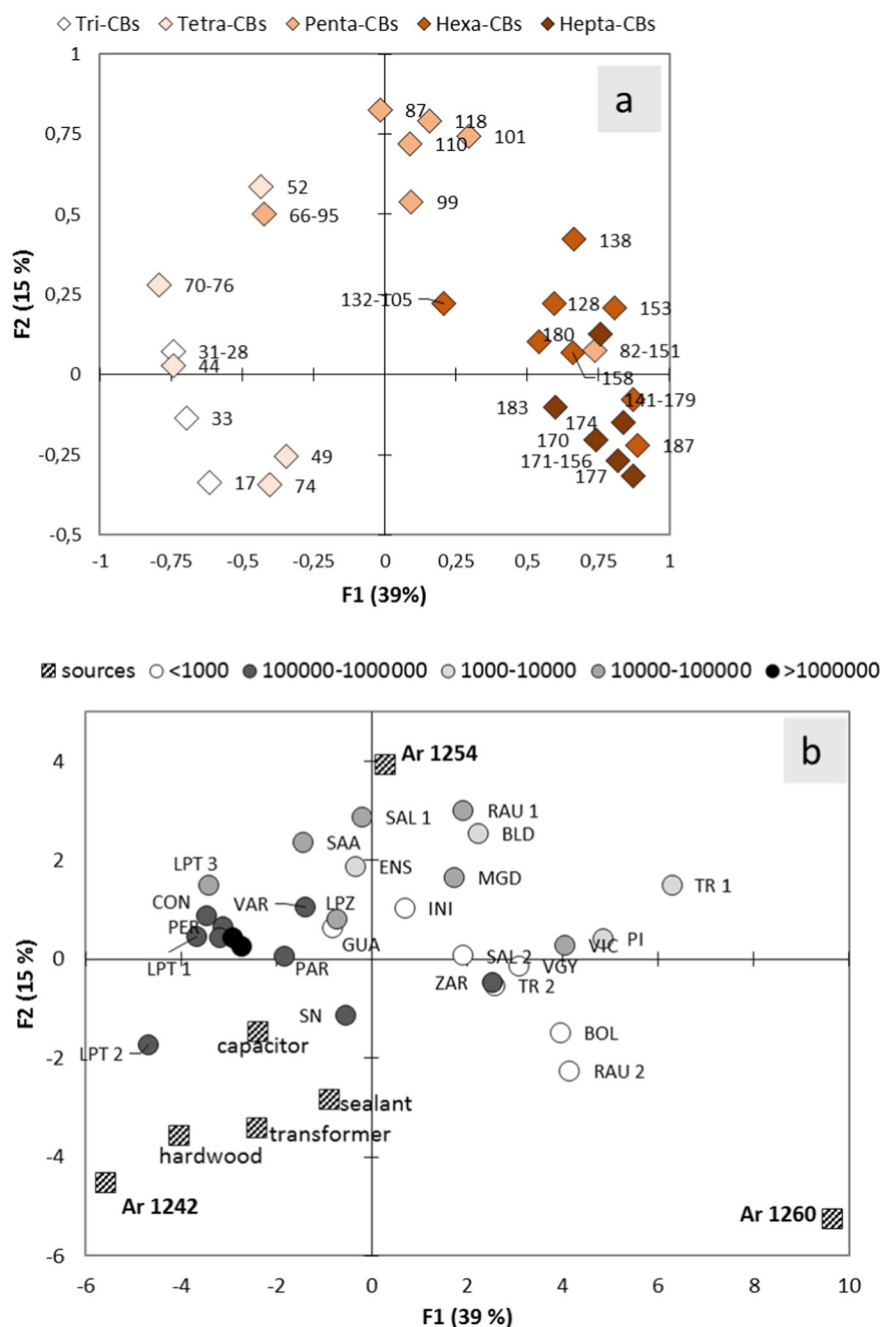 Tri-CBs Tetra-CBs Penta-CBs Hexa-CBs Hepta-CBs
a
1
0,75
0,5
0,25
0
-0,25
-0,5
F2 (15 %)
87
118
110
101
52
66-95
99
138
70-76
132-105
128
153
31-28
180
82-151
44
158
33
183
141-179
174
49
170
187
17
74
171-156
177
-1 -0,75 -0,5 -0,25 0 0,25 0,5 0,75 1
F1 (39%)
sources <1000 100000-1000000 1000-10000 10000-100000 >1000000
b
4
2
0
-2
-4
-6
F2 (15 %)
Ar 1254
SAL 1
RAU 1
SAA
BLD
LPT 3
ENS
MGD
TR 1
CON
VAR
LPZ
INI
PER
GUA
VIC
PI
LPT 1
PAR
SAL 2
VGY
ZAR
TR 2
SN
BOL
LPT 2
capacitor
RAU 2
sealant
transformer
hardwood
Ar 1242
Ar 1260
-6 -4 -2 0 2 4 6 8 10
F1 (39 %)